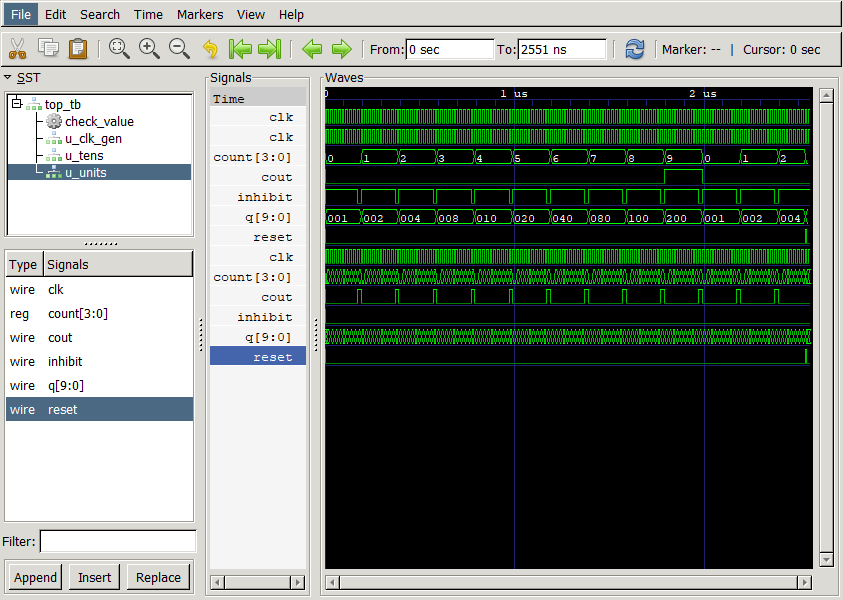 File Edit Search Time Markers View Help
From: 0 sec To: 2551 ns Marker: -- | Cursor: 0 sec
SST
top_tb
check_value
u_clk_gen
u_tens
u_units
Type Signals
wire clk
reg count[3:0]
wire cout
wire inhibit
wire q[9:0]
wire reset
Filter:
Append Insert Replace
Signals
Time
clk
clk
count[3:0]
cout
inhibit
q[9:0]
reset
clk
count[3:0]
cout
inhibit
q[9:0]
reset
Waves
0 1 us 2 us
0 1 2 3 4 5 6 7 8 9 0 1 2
001 002 004 008 010 020 040 080 100 200 001 002 004